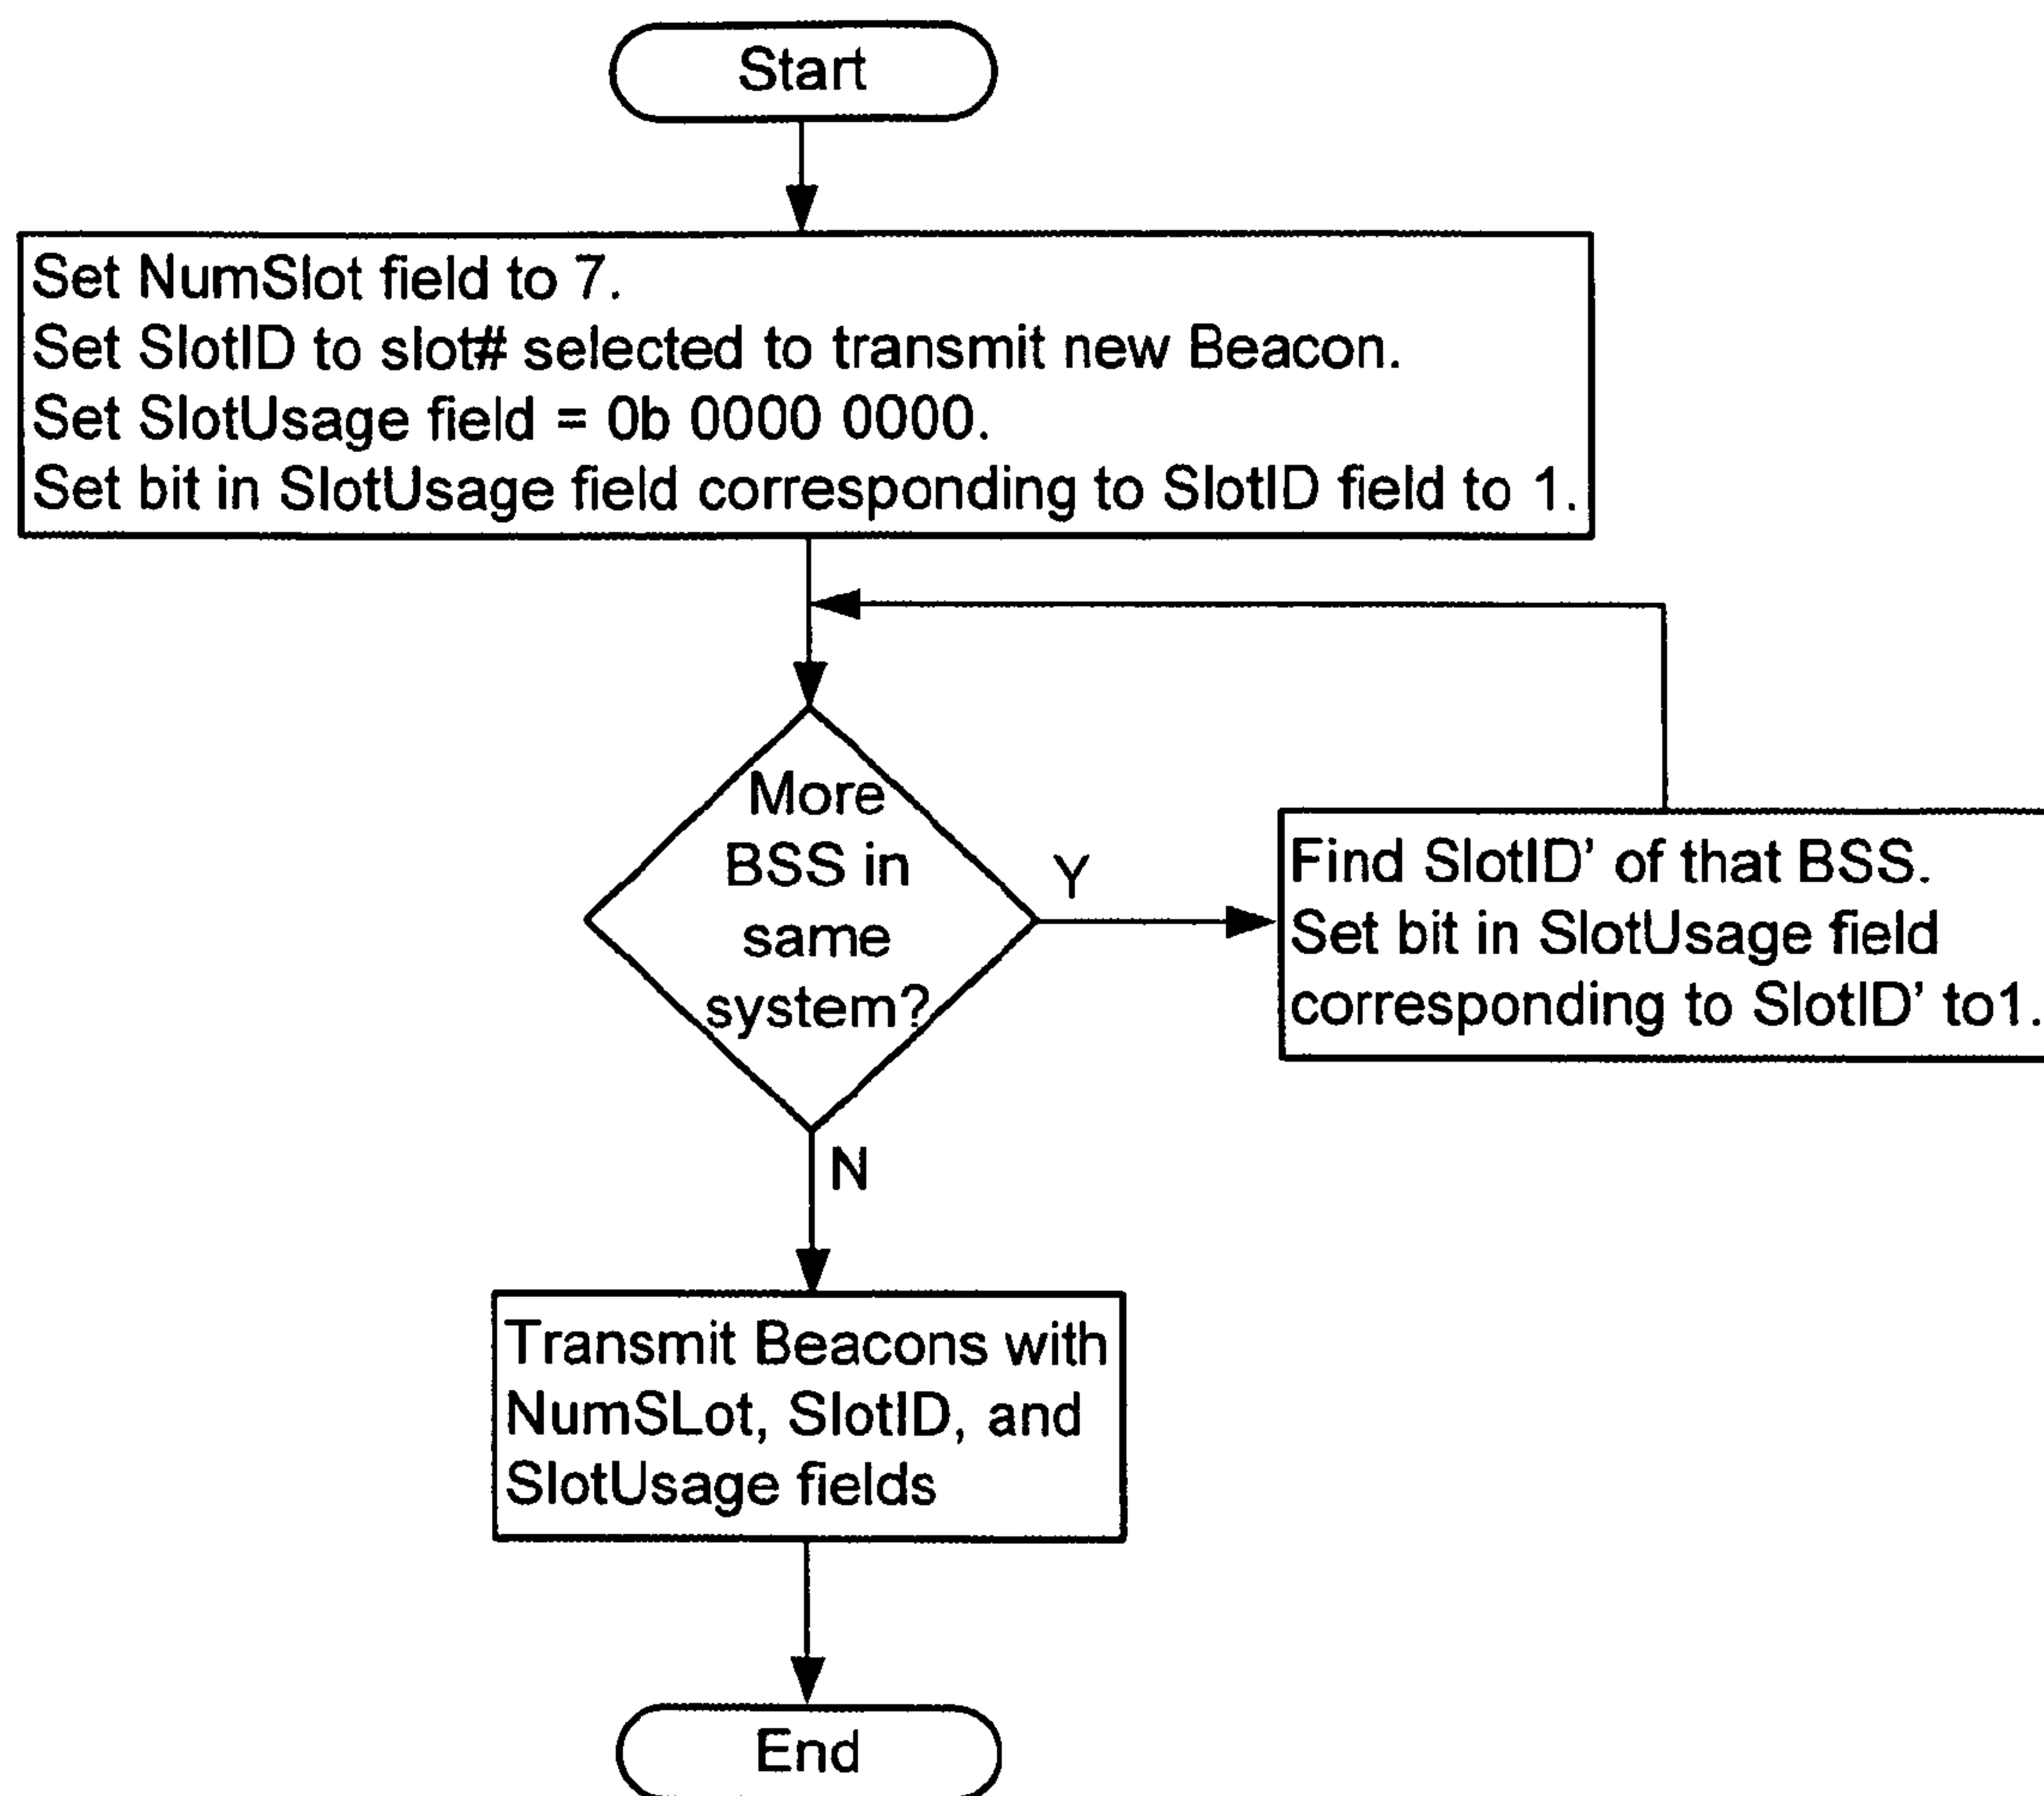 Start
Set NumSlot field to 7.
Set SlotID to slot# selected to transmit new Beacon.
Set SlotUsage field = 0b 0000 0000.
Set bit in SlotUsage field corresponding to SlotID field to 1.
More
BSS in
same
system?
Y
Find SlotID’ of that BSS.
Set bit in SlotUsage field
corresponding to SlotID’ to1.
N
Transmit Beacons with
NumSLot, SlotID, and
SlotUsage fields
End